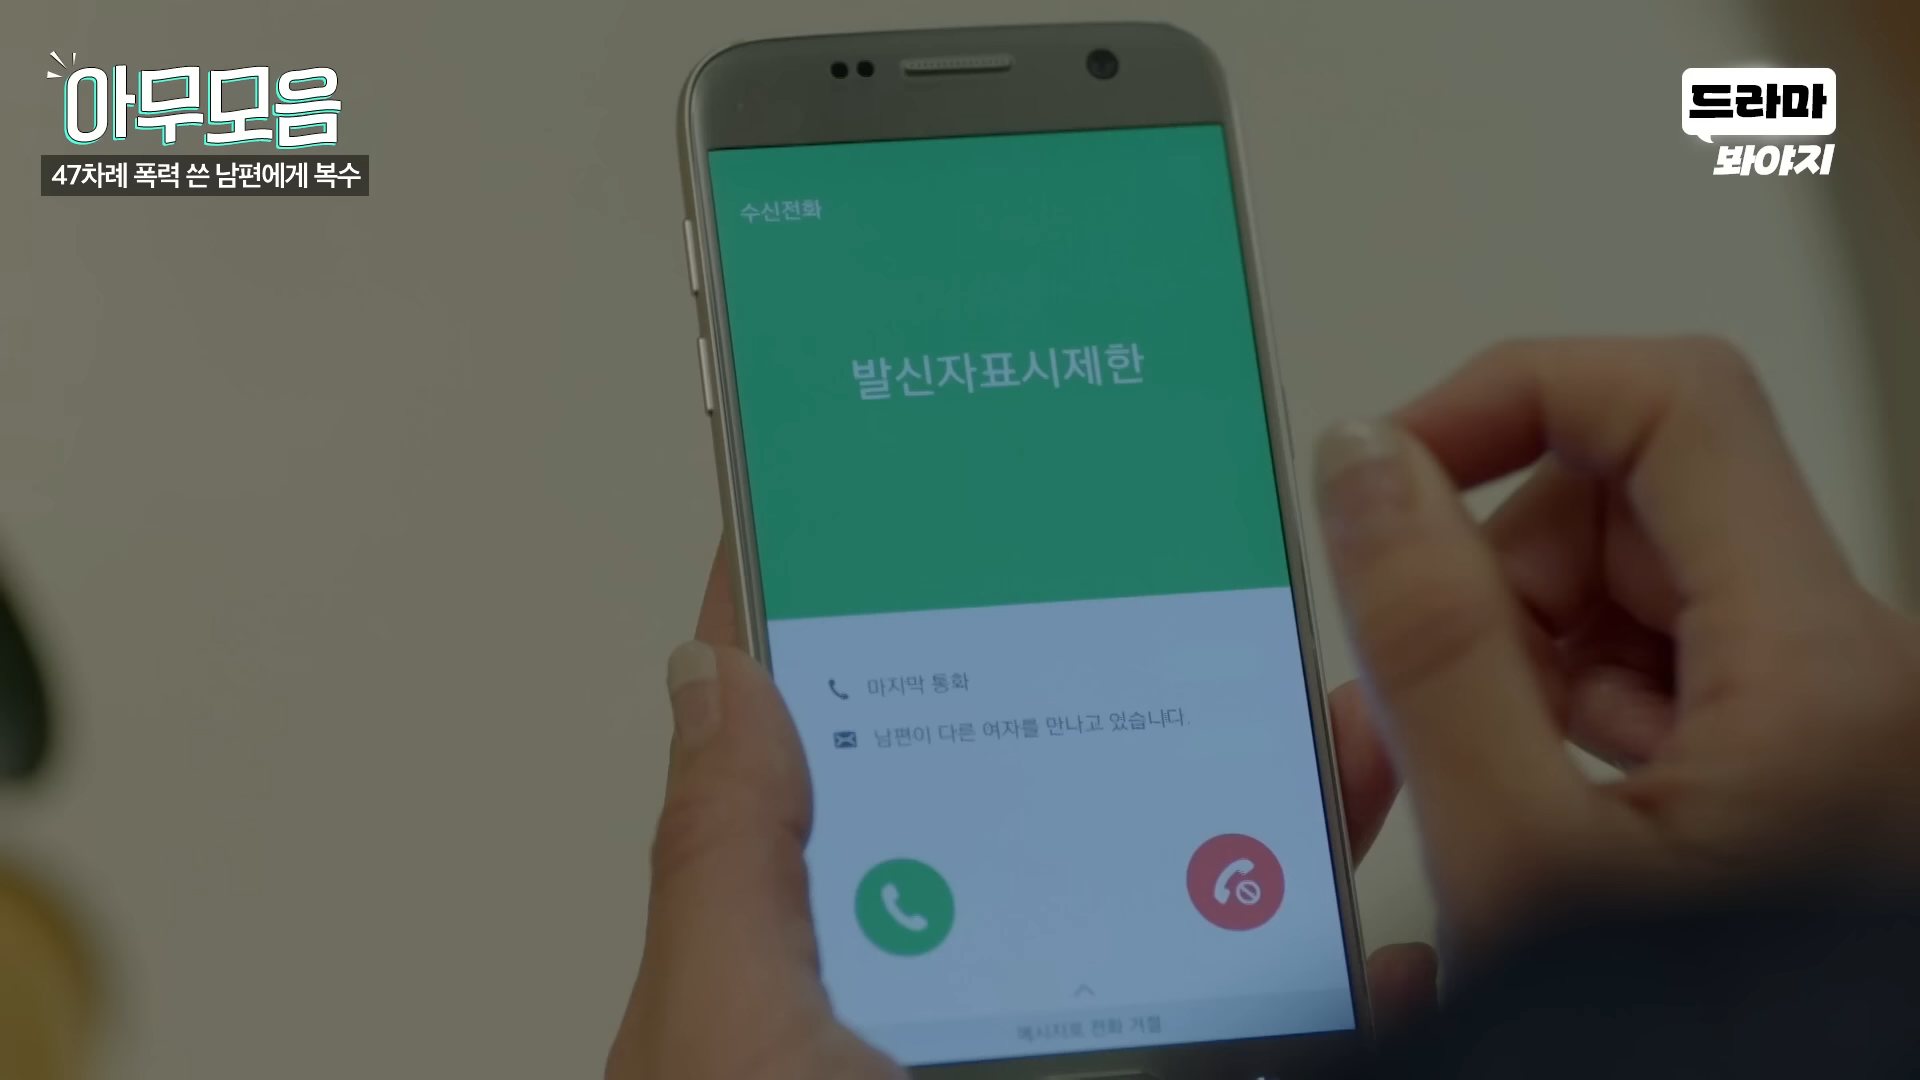 아무모음
47차례 폭력 쓴 남편에게 복수
드라마
봐야지
수신전화
발신자표시제한
마지막 통화
남편이 다른 여자를 만나고 있습니다.
메시지로 전화 거절